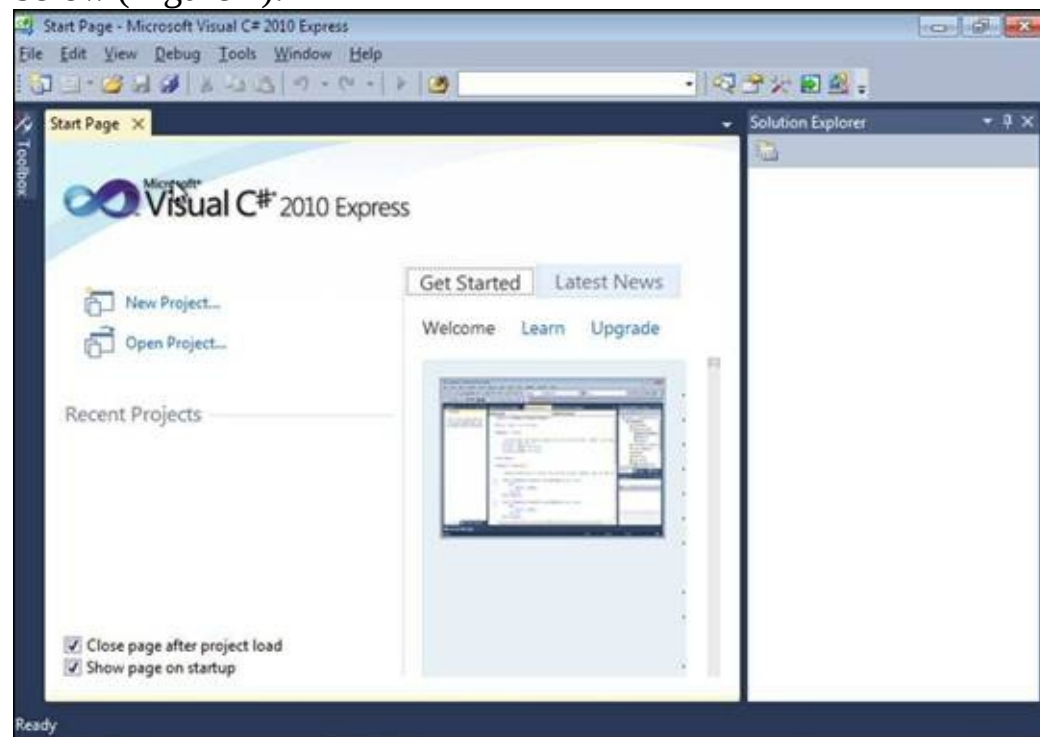 Start Page - Microsoft Visual C# 2010 Express
File Edit View Debug Tools Window Help
Toolbox
Start Page
Solution Explorer
Microsoft
Visual C# 2010 Express
Get Started Latest News
New Project...
Welcome Learn Upgrade
Open Project...
Recent Projects
Close page after project load
Show page on startup
Ready